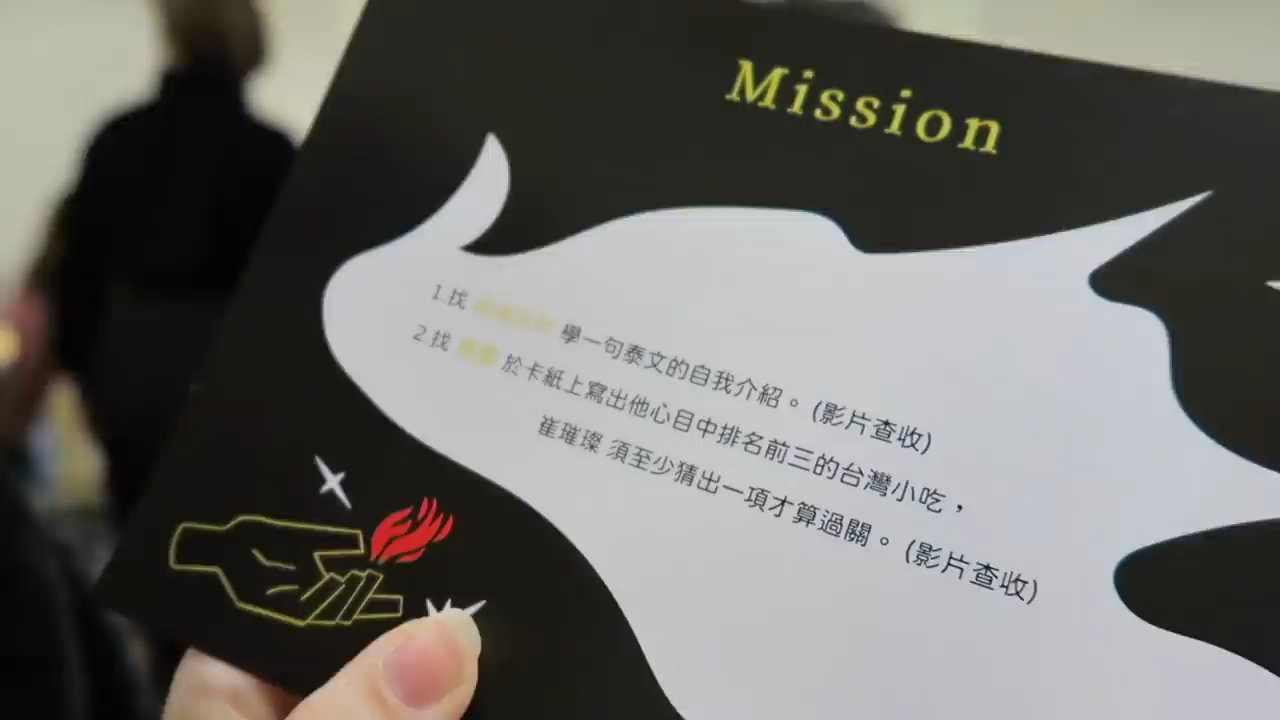 Mission
1.找 學一句泰文的自我介紹。(影片查收)
2.找 於卡紙上寫出他心目中排名前三的台灣小吃，
崔璀璨 須至少猜出一項才算過關。(影片查收)